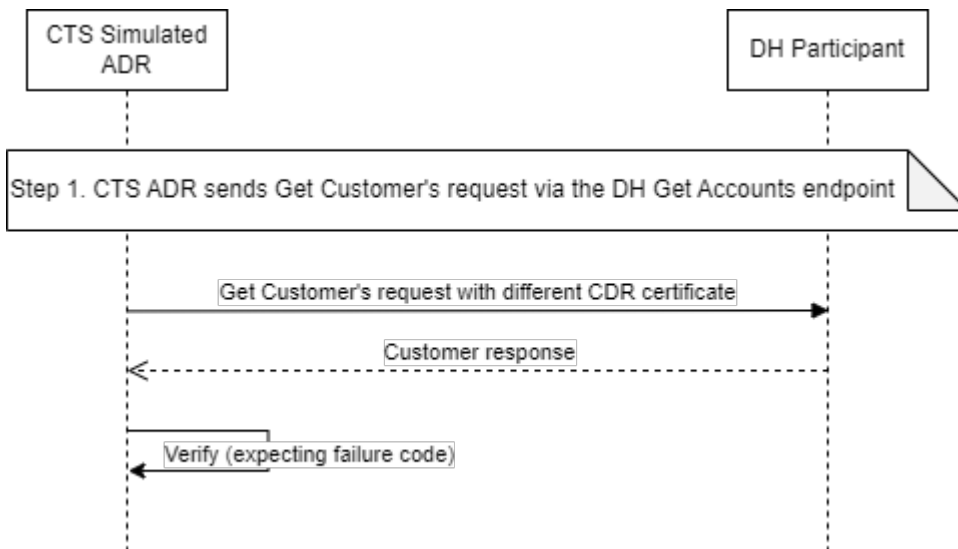 CTS Simulated
ADR
DH Participant
Step 1. CTS ADR sends Get Customer's request via the DH Get Accounts endpoint
Get Customer's request with different CDR certificate
Customer response
Verify (expecting failure code)